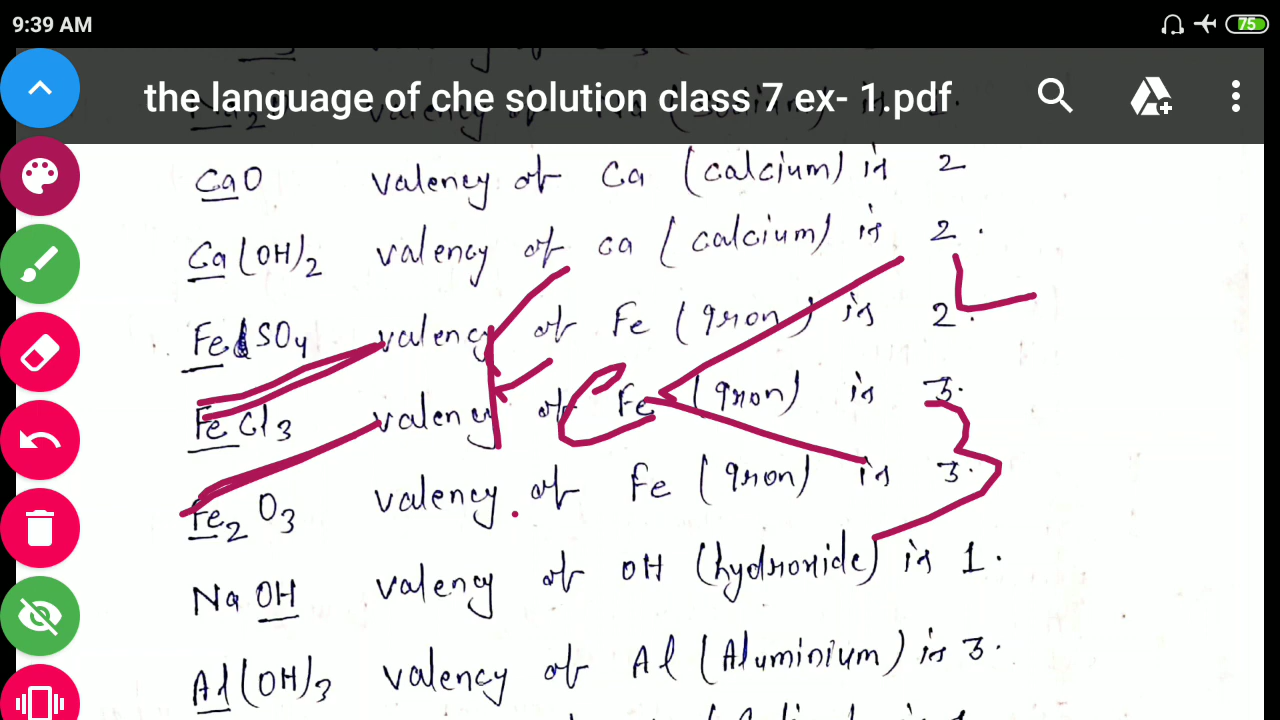 9:39 AM
75
the language of che solution class 7 ex- 1.pdf
CaO valency of Ca (calcium) is 2
Ca(OH)2 valency of ca (calcium) is 2.
FeSO4 valency of Fe (Iron) is 2.
FeCl3 valency of Fe (Iron) is 3.
Fe2O3 valency of Fe (Iron) is 3.
NaOH valency of OH (hydroxide) is 1.
Al(OH)3 valency of Al (Aluminium) is 3.